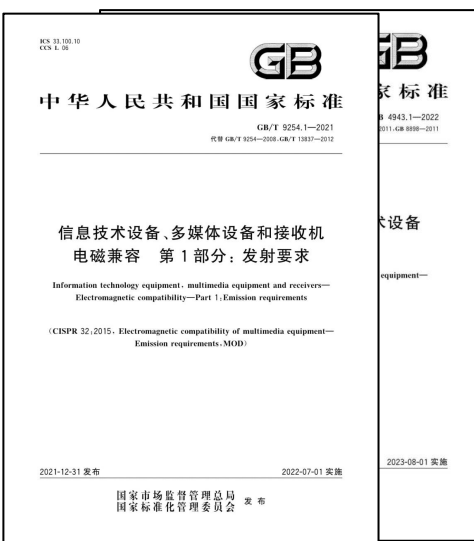 ICS 33.100.10
CCS L 06
GB
中华人民共和国国家标准
GB/T 9254.1—2021
代替 GB/T 9254—2008,GB/T 13837—2012
信息技术设备、多媒体设备和接收机
电磁兼容 第1部分:发射要求
Information technology equipment, multimedia equipment and receivers—
Electromagnetic compatibility—Part 1:Emission requirements
(CISPR 32:2015, Electromagnetic compatibility of multimedia equipment—
Emission requirements,MOD)
2021-12-31 发布
2022-07-01 实施
国家市场监督管理总局
国家标准化管理委员会
发布
GB
标准
4943.1—2022
2011,GB 8898—2011
设备
equipment—
2023-08-01 实施